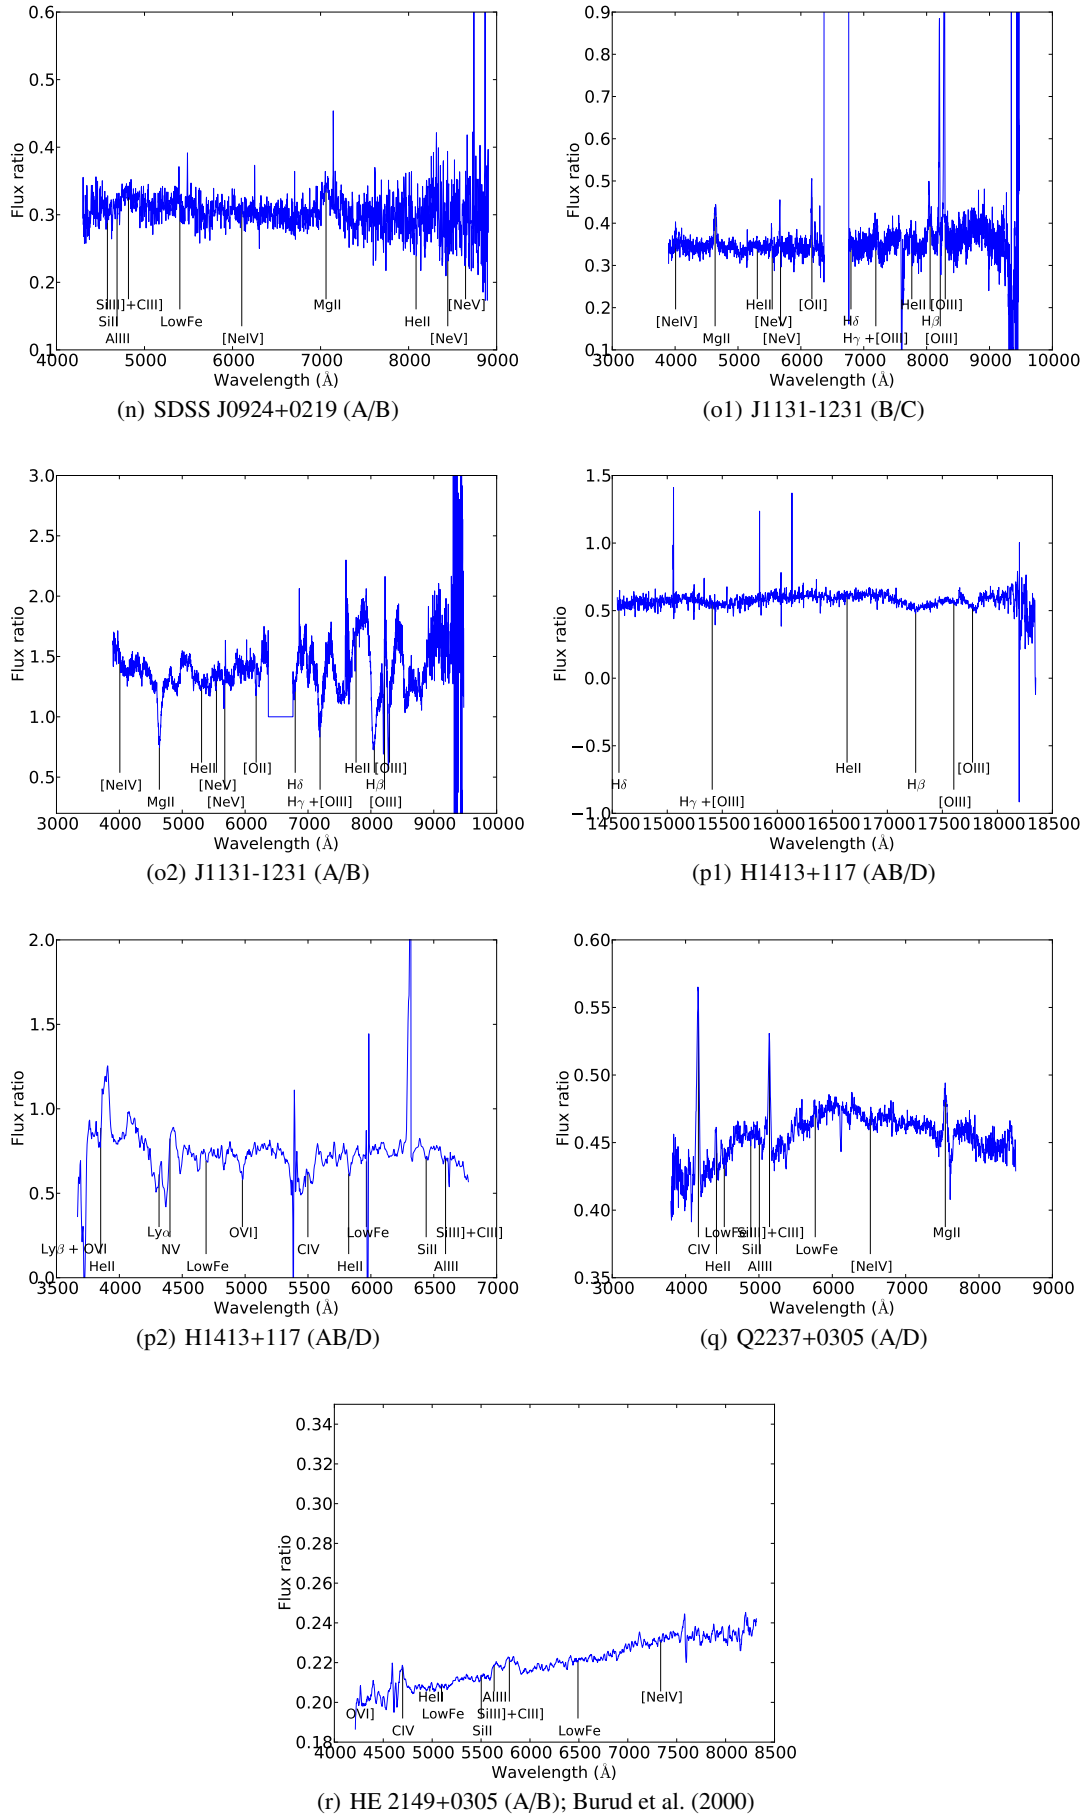 0.6
0.5
0.4
0.3
0.2
0.1
Flux ratio
SiIII]+CIII]
SiII
AlIII
LowFe
[NeIV]
MgII
HeII
[NeV]
[NeV]
4000 5000 6000 7000 8000 9000
Wavelength (Å)
(n) SDSS J0924+0219 (A/B)
0.9
0.8
0.7
0.6
0.5
0.4
0.3
0.2
0.1
Flux ratio
[NeIV]
MgII
HeII
[NeV]
[NeV]
[OII]
Hδ
Hγ +[OIII]
HeII
Hβ
[OIII]
[OIII]
3000 4000 5000 6000 7000 8000 9000 10000
Wavelength (Å)
(o1) J1131-1231 (B/C)
3.0
2.5
2.0
1.5
1.0
0.5
Flux ratio
[NeIV]
MgII
HeII
[NeV]
[NeV]
[OII]
Hδ
Hγ +[OIII]
HeII
Hβ
[OIII]
[OIII]
3000 4000 5000 6000 7000 8000 9000 10000
Wavelength (Å)
(o2) J1131-1231 (A/B)
1.5
1.0
0.5
0.0
−0.5
−1.0
Flux ratio
Hδ
Hγ +[OIII]
HeII
Hβ
[OIII]
[OIII]
14500 15000 15500 16000 16500 17000 17500 18000 18500
Wavelength (Å)
(p1) H1413+117 (AB/D)
2.0
1.5
1.0
0.5
0.0
Flux ratio
Lyβ + OVI
HeII
Lyα
NV
LowFe
OVI]
CIV
HeII
LowFe
SiII
AlIII
SiIII]+CIII]
3500 4000 4500 5000 5500 6000 6500 7000
Wavelength (Å)
(p2) H1413+117 (AB/D)
0.60
0.55
0.50
0.45
0.40
0.35
Flux ratio
CIV
HeII
LowFe
SiII
AlIII
SiIII]+CIII]
LowFe
[NeIV]
MgII
3000 4000 5000 6000 7000 8000 9000
Wavelength (Å)
(q) Q2237+0305 (A/D)
0.34
0.32
0.30
0.28
0.26
0.24
0.22
0.20
0.18
Flux ratio
OVI]
CIV
HeII
LowFe
SiII
AlIII
SiIII]+CIII]
LowFe
[NeIV]
4000 4500 5000 5500 6000 6500 7000 7500 8000 8500
Wavelength (Å)
(r) HE 2149+0305 (A/B); Burud et al. (2000)